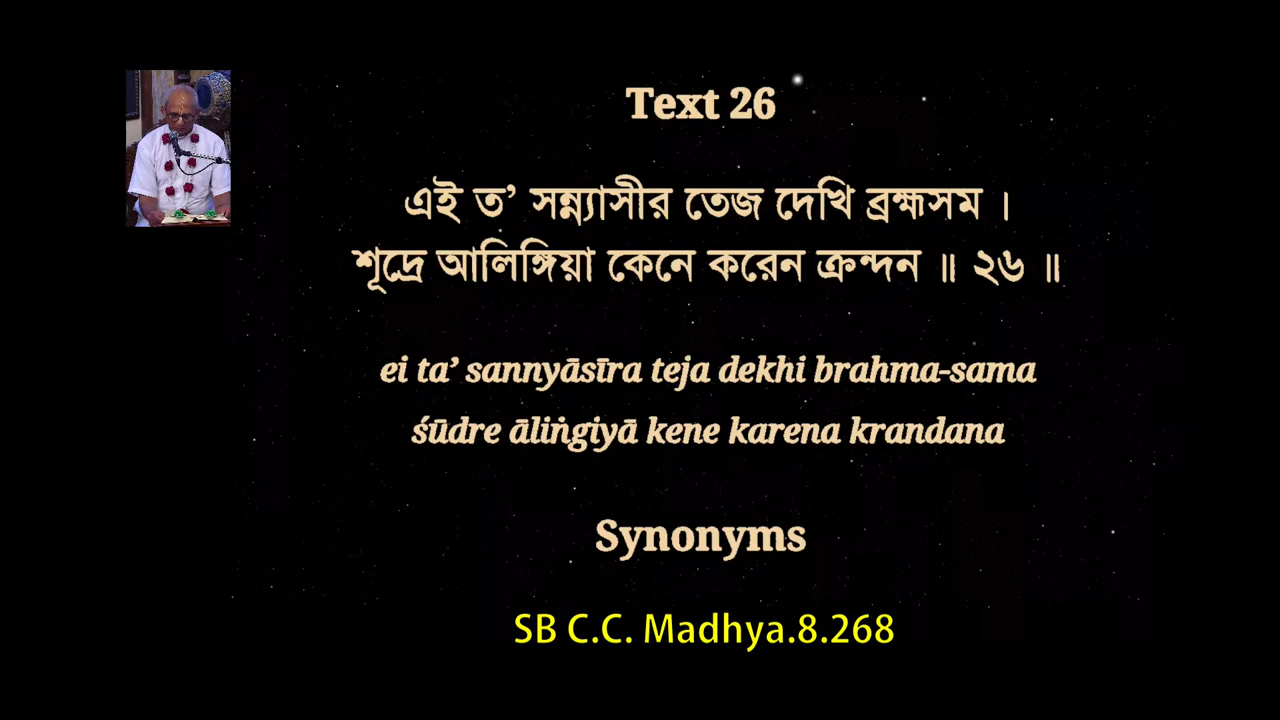 Text 26
এই ত’ সন্ন্যাসীর তেজ দেখি ব্রহ্মসম ।
শূদ্রে আলিঙ্গিয়া কেনে করেন ক্রন্দন ॥ ২৬ ॥
ei ta’ sannyāsīra teja dekhi brahma-sama
śūdre āliṅgiyā kene karena krandana
Synonyms
SB C.C. Madhya.8.268